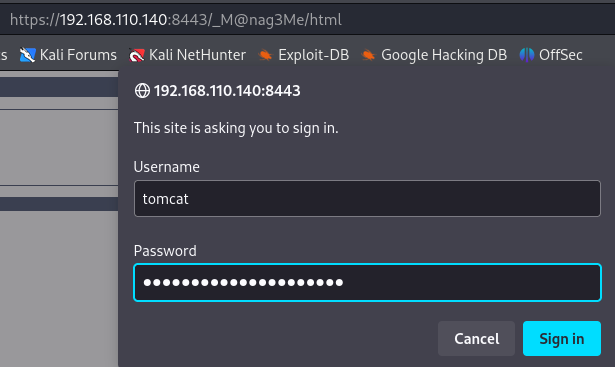 https://192.168.110.140:8443/_M@nag3Me/html
s Kali Forums Kali NetHunter Exploit-DB Google Hacking DB OffSec
192.168.110.140:8443
This site is asking you to sign in.
Username
tomcat
Password
●●●●●●●●●●●●●●●●●●●●●
Cancel Sign in